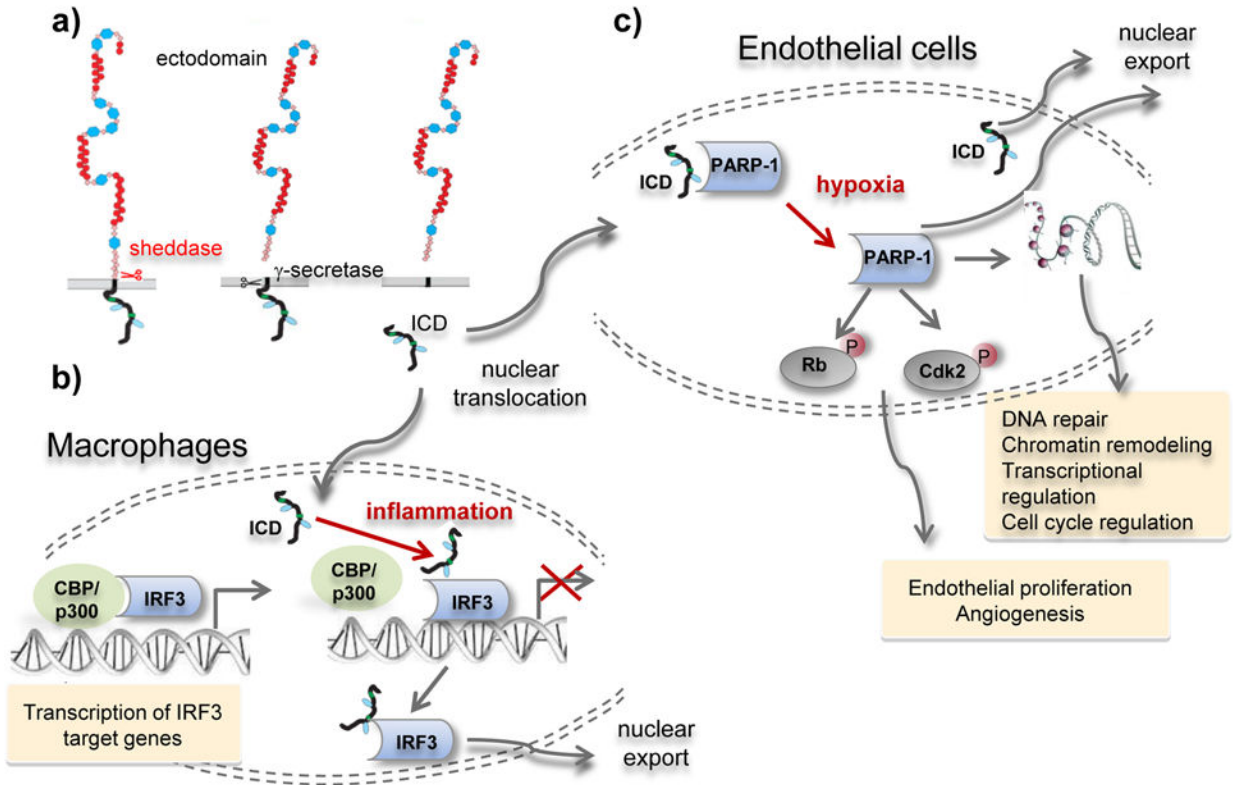 a)
ectodomain
sheddase
γ-secretase
ICD
nuclear
translocation
b)
Macrophages
ICD
inflammation
CBP/
p300
IRF3
CBP/
p300
IRF3
Transcription of IRF3
target genes
IRF3
nuclear
export
c)
Endothelial cells
nuclear
export
ICD
PARP-1
ICD
hypoxia
PARP-1
Rb
P
Cdk2
P
DNA repair
Chromatin remodeling
Transcriptional
regulation
Cell cycle regulation
Endothelial proliferation
Angiogenesis